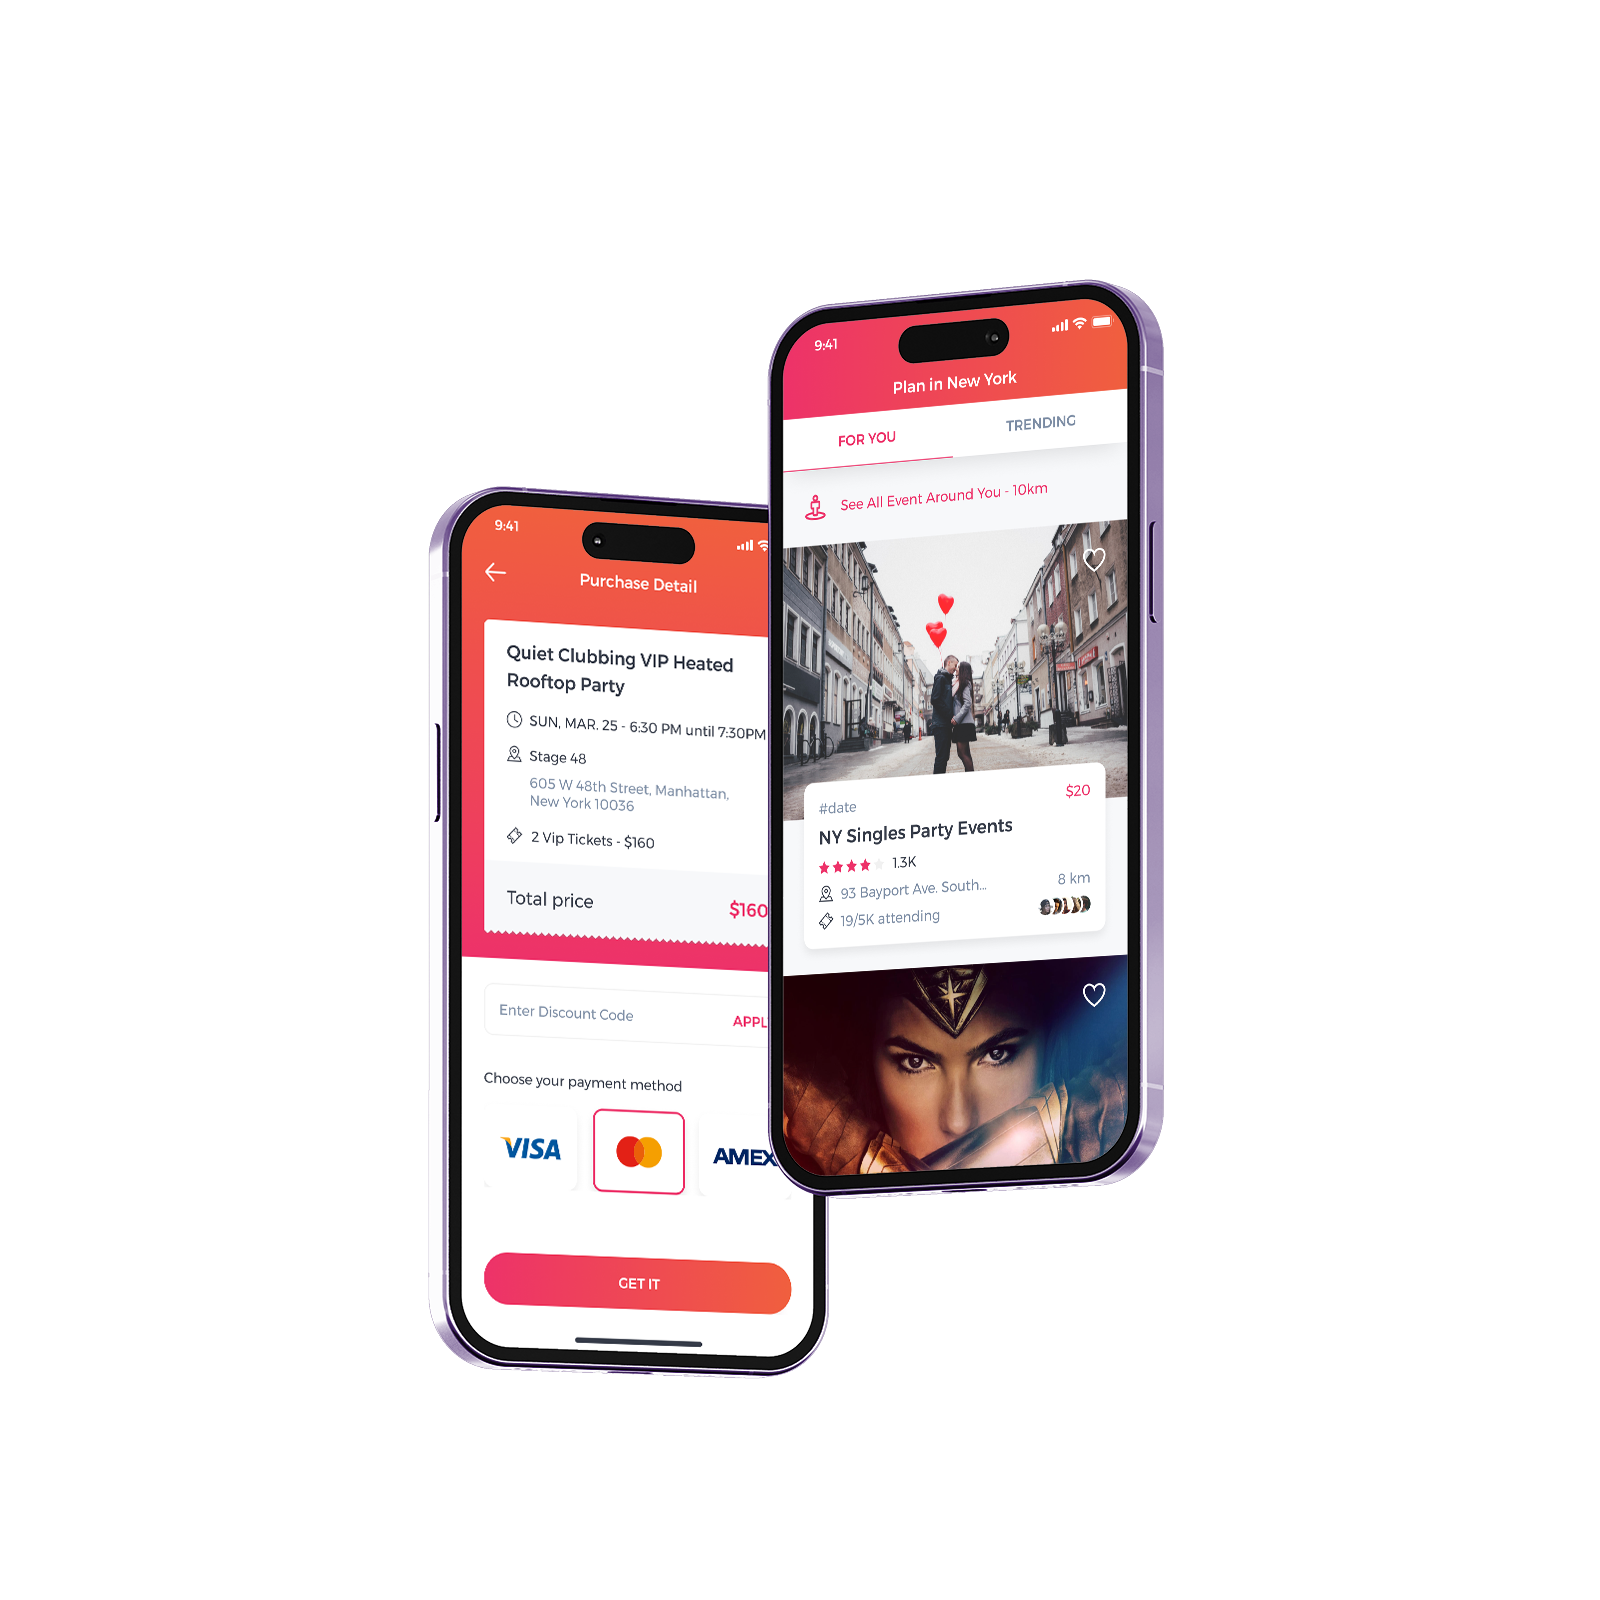 9:41
Purchase Detail
Quiet Clubbing VIP Heated
Rooftop Party
SUN, MAR. 25 - 6:30 PM until 7:30PM
Stage 48
605 W 48th Street, Manhattan,
New York 10036
2 Vip Tickets - $160
Total price $160
Enter Discount Code APPL
Choose your payment method
VISA AMEX
GET IT
9:41
Plan in New York
FOR YOU TRENDING
See All Event Around You - 10km
#date $20
NY Singles Party Events
1.3K
93 Bayport Ave. South... 8 km
19/5K attending